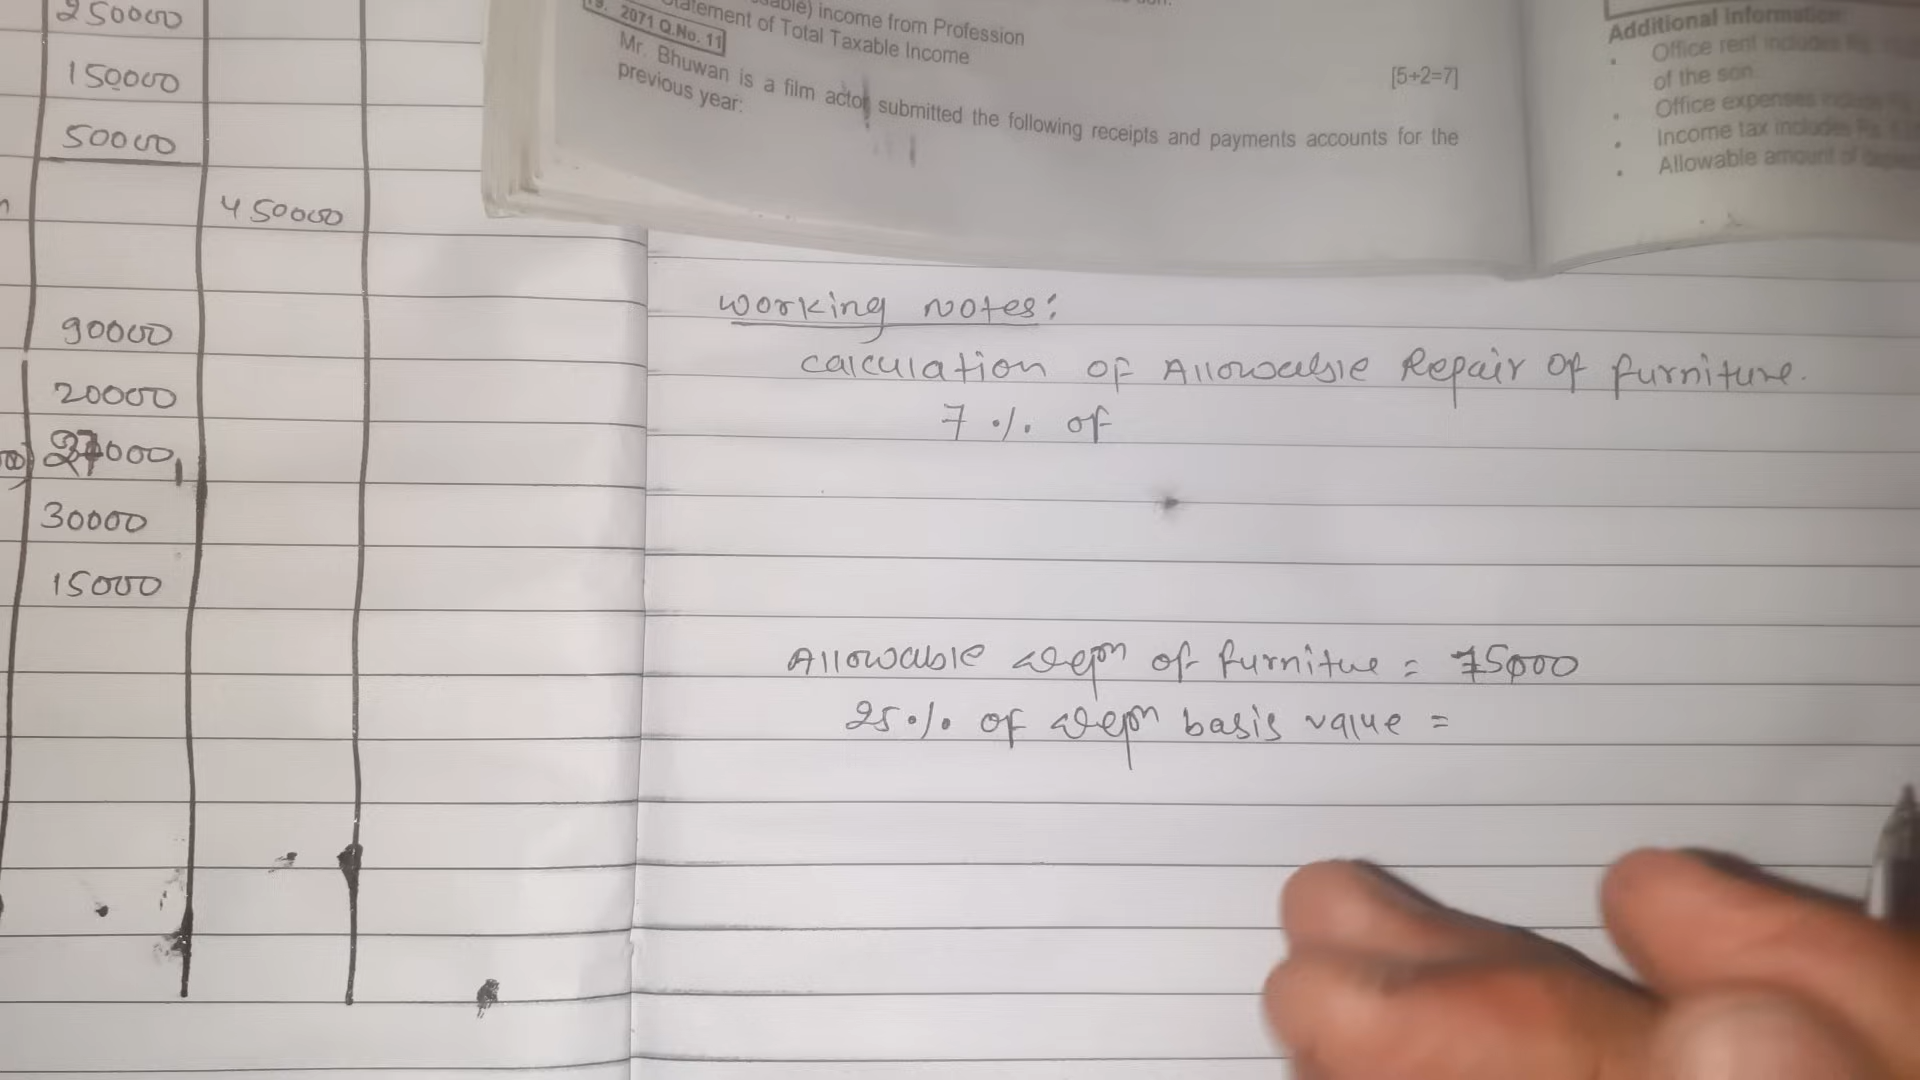 250000
150000
50000
450000
90000
20000
000
30000
15000
income from Profession
Statement of Total Taxable Income
[5+2=7]
2071 Q.No. 11
Mr. Bhuwan is a film actor submitted the following receipts and payments accounts for the
previous year:
Additional information
Office rent includes
of the son
Office expenses include
Income tax includes
Allowable amount of
working notes:
calculation of Allowable Repair of furniture.
7 % of
Allowable depn of furnitue = 75000
25% of depn basis value =